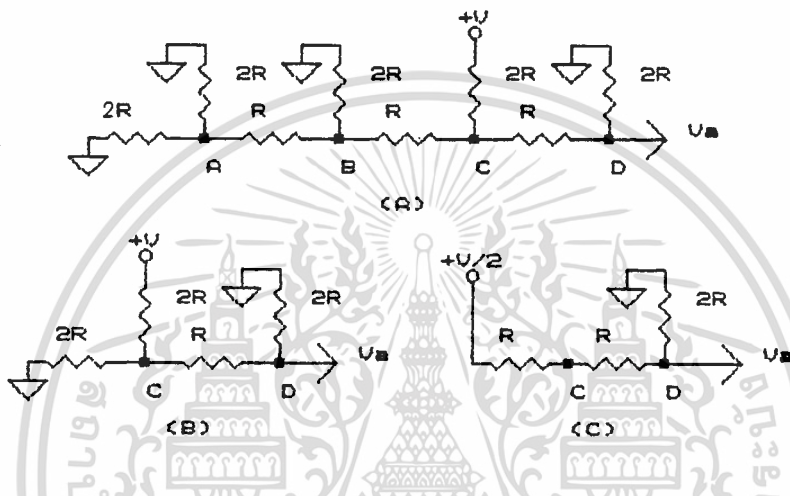 +V
2R 2R 2R 2R
2R R R R
Va
A B C D
(A)
+V +V/2
2R 2R 2R
2R R R R
Va Va
C D C D
(B) (C)